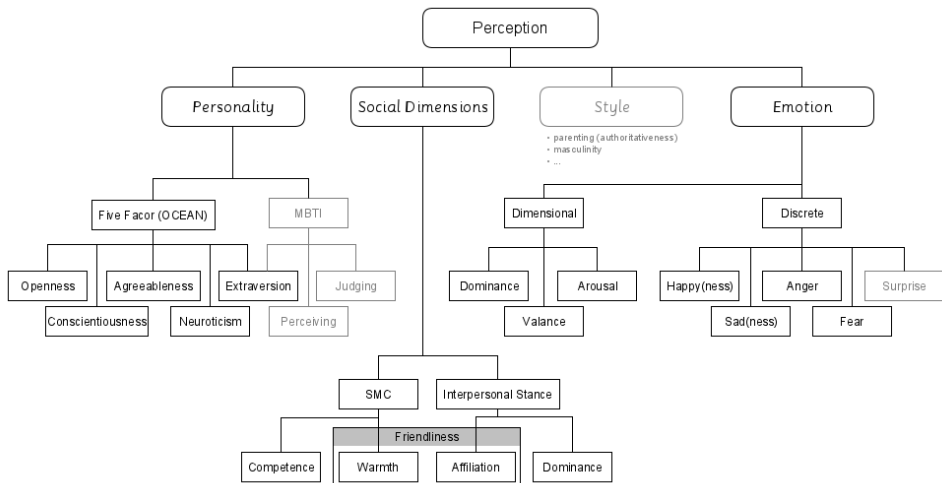 Perception
Personality
Social Dimensions
Style
Emotion
• parenting (authoritativeness)
• masculinity
• ...
Five Facor (OCEAN)
MBTI
Dimensional
Discrete
Openness
Agreeableness
Extraversion
Judging
Dominance
Arousal
Happy(ness)
Anger
Surprise
Conscientiousness
Neuroticism
Perceiving
Valance
Sad(ness)
Fear
SMC
Interpersonal Stance
Friendliness
Competence
Warmth
Affiliation
Dominance